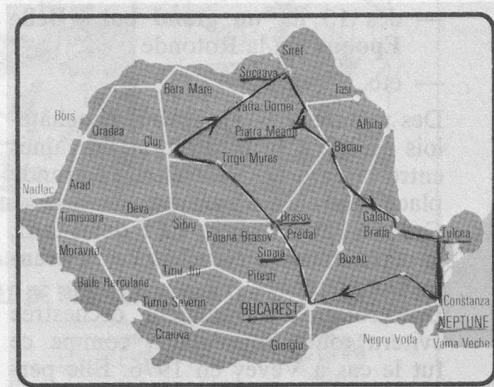 Siret
Suceava
Baia Mare
Iasi
Vatra Dornei
Bors
Piatra Neamt
Albita
Oradea
Cluj
Bacau
Tirgu Mures
Nadlac
Arad
Deva
Galati
Timisoara
Sibiu
Brasov
Braila
Tulcea
Poiana Brasov
Predal
Moravita
Sinaia
Buzau
Tirgu Jiu
Baile Herculane
Pitesti
Turnu Severin
BUCAREST
Constanza
Craiova
NEPTUNE
Giorgiu
Negru Voda
Vama Veche